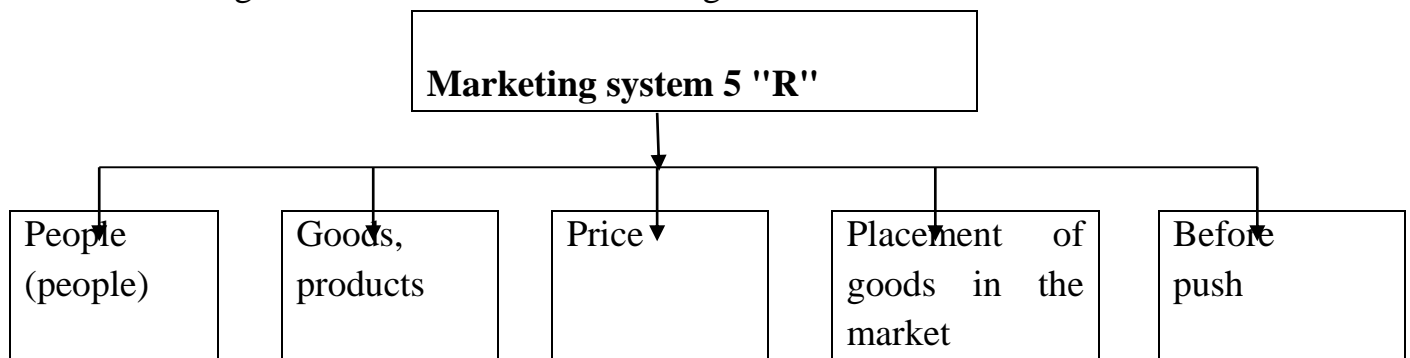 Marketing system 5 "R"
People
(people)
Goods,
products
Price
Placement of
goods in the
market
Before
push